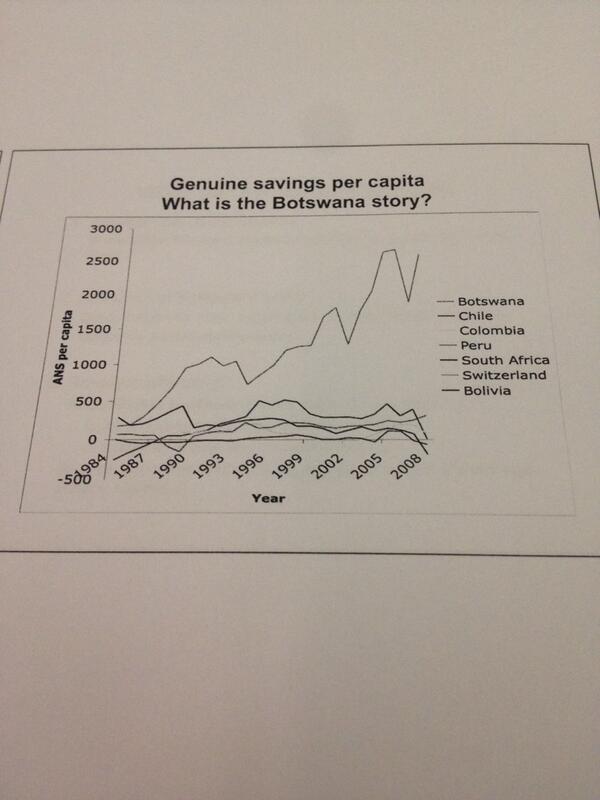 Genuine savings per capita
What is the Botswana story?
3000
2500
2000
1500
1000
500
0
-500
ANS per capita
1984
1987
1990
1993
1996
1999
2002
2005
2008
Year
Botswana
Chile
Colombia
Peru
South Africa
Switzerland
Bolivia